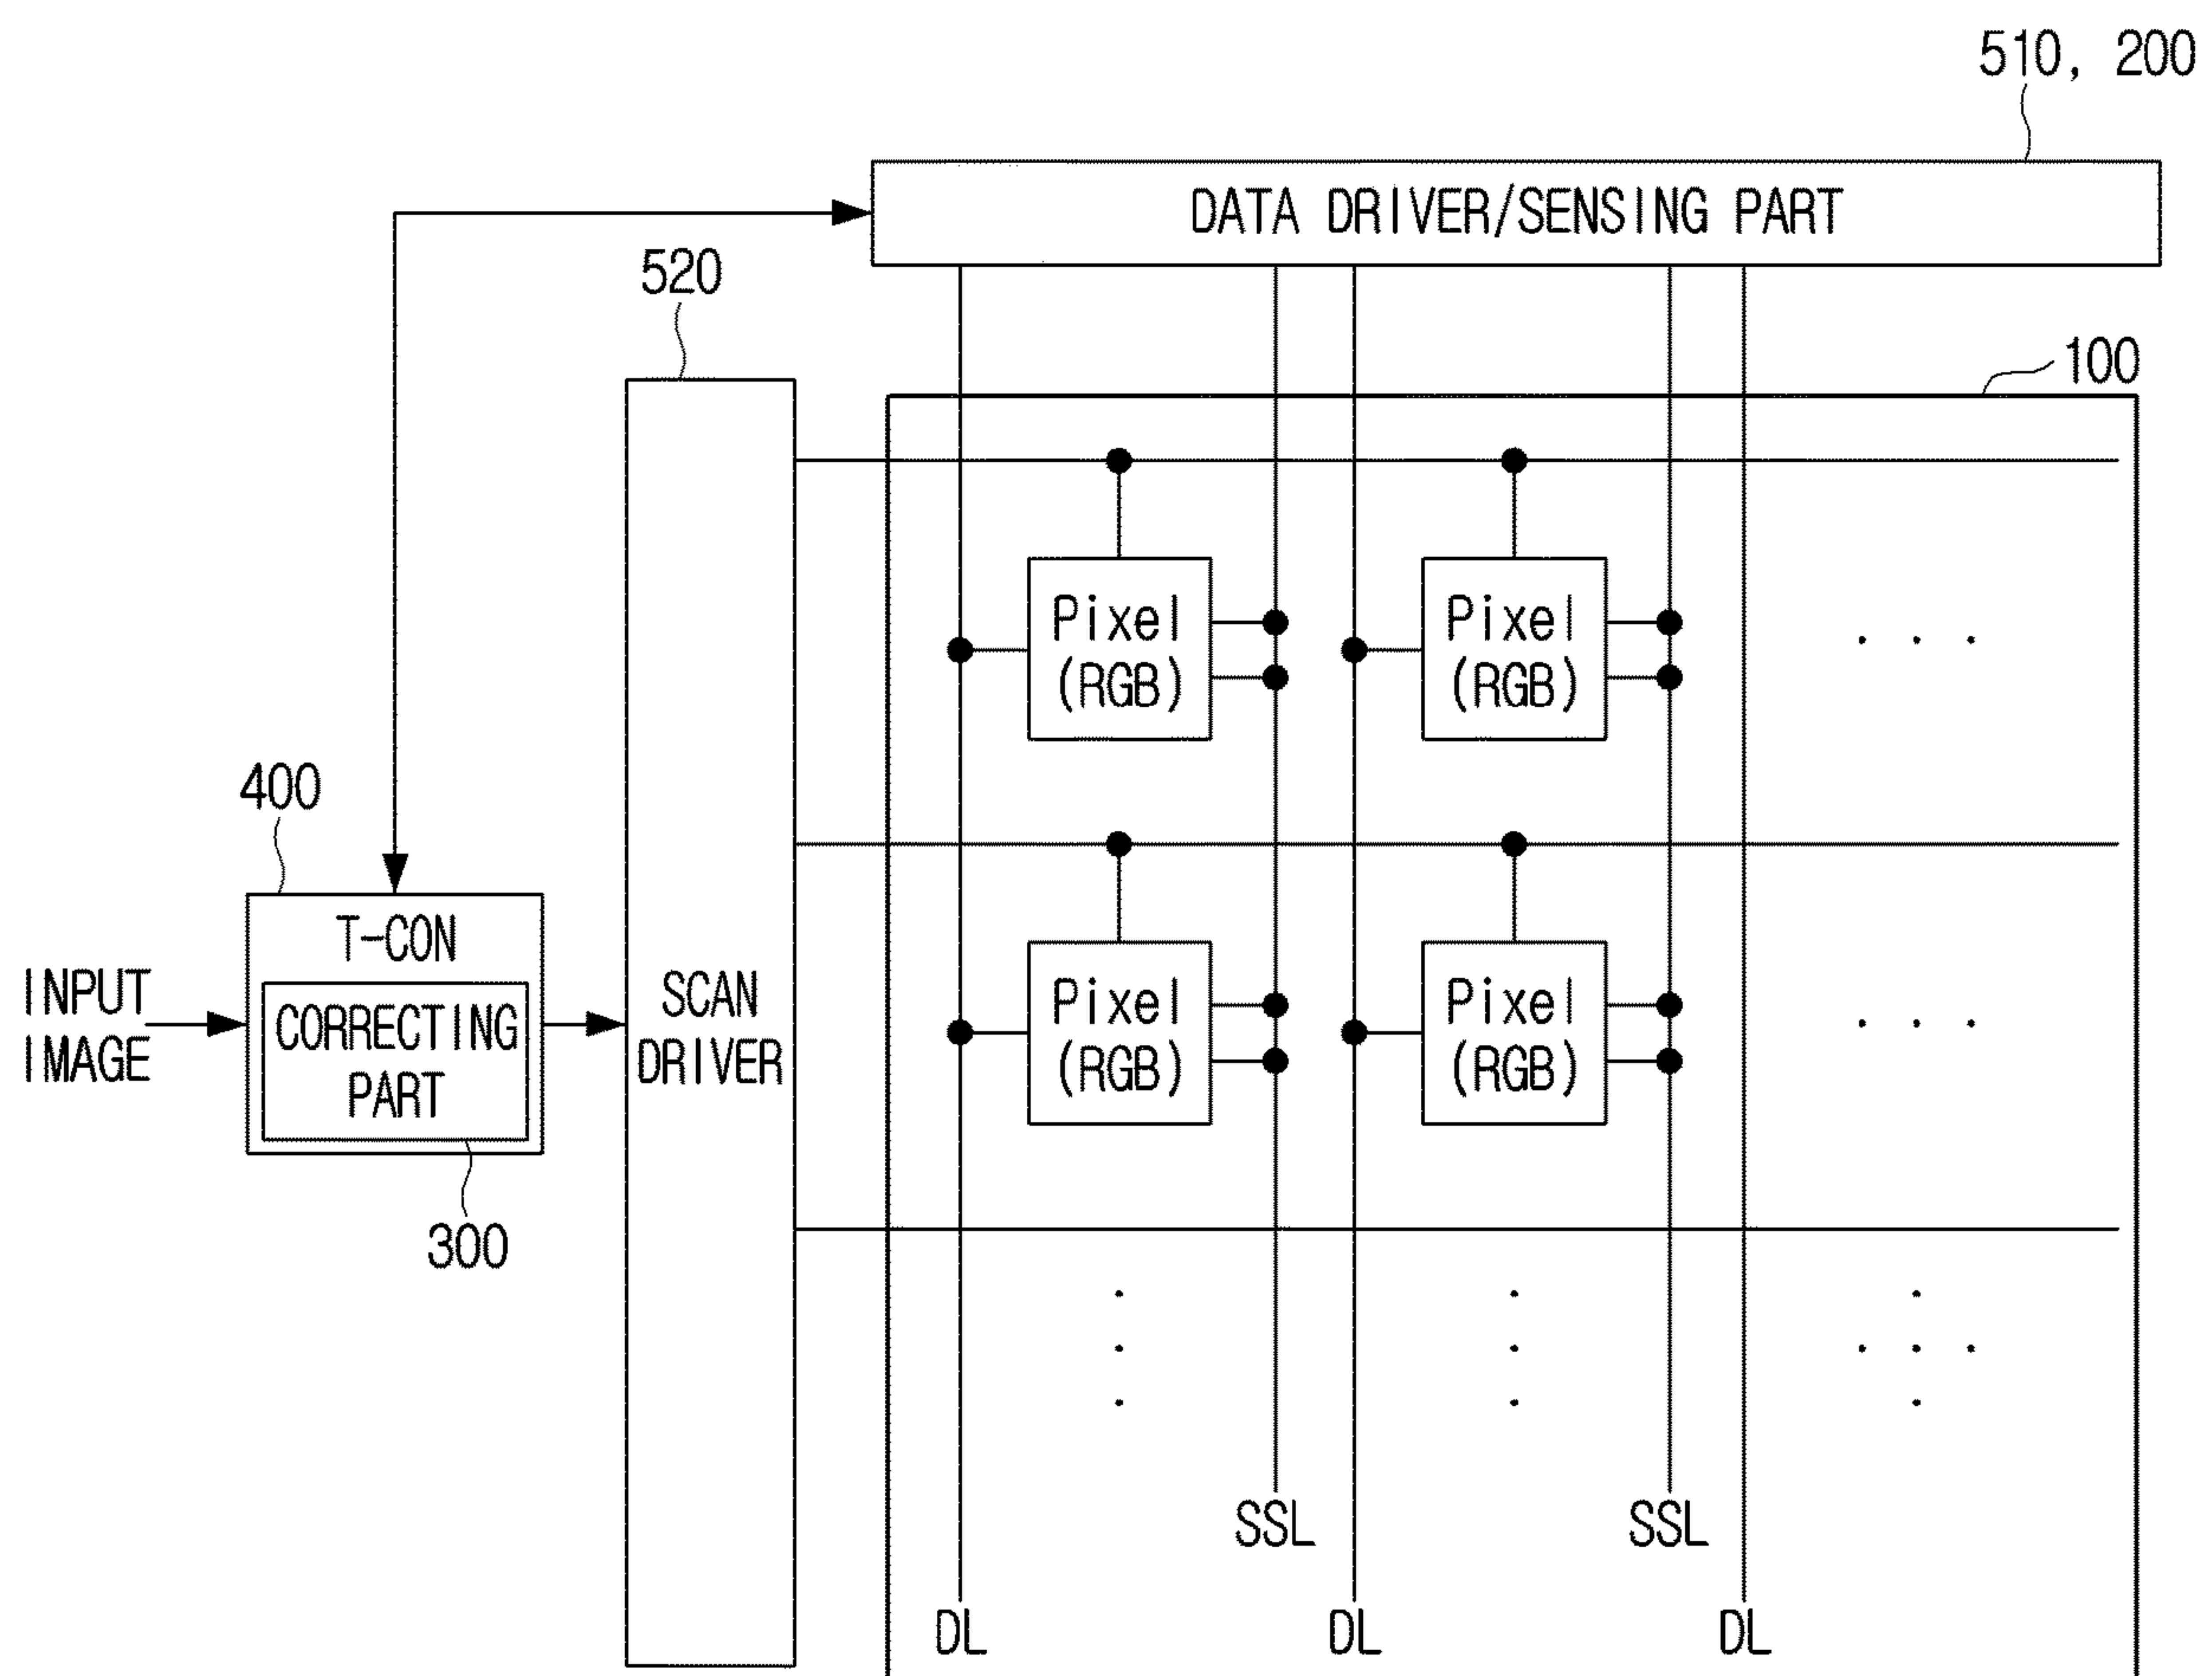 510, 200
DATA DRIVER/SENSING PART
520
100
Pixel
(RGB)
Pixel
(RGB)
400
T-CON
INPUT
IMAGE
CORRECTING
PART
300
SCAN
DRIVER
Pixel
(RGB)
Pixel
(RGB)
SSL
SSL
DL
DL
DL